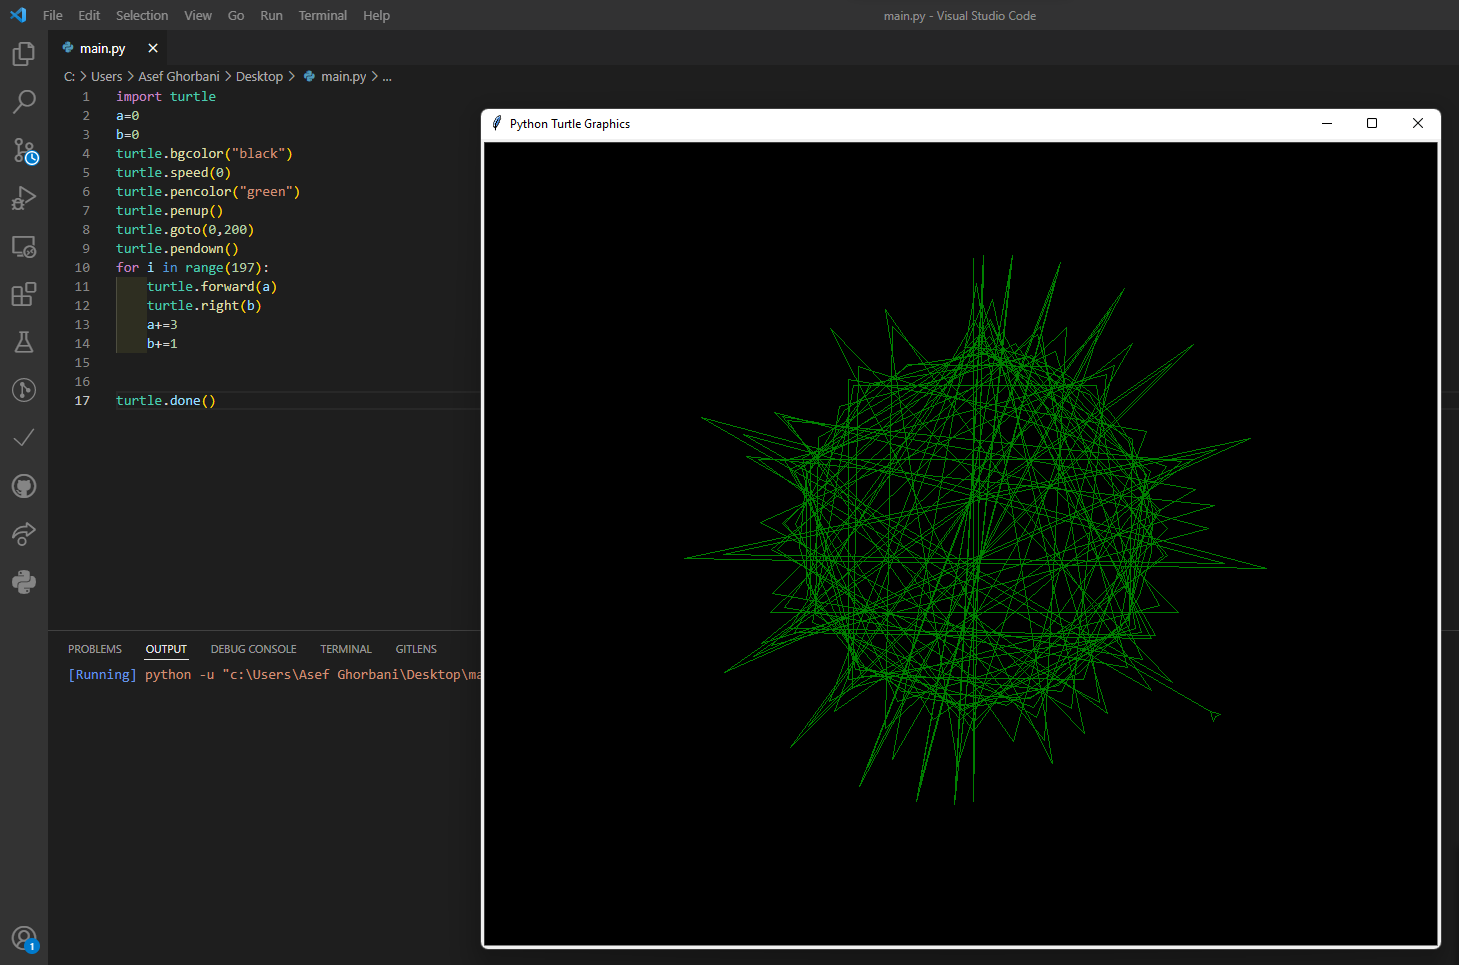 File Edit Selection View Go Run Terminal Help
main.py - Visual Studio Code
main.py
C: > Users > Asef Ghorbani > Desktop > main.py > ...
1 import turtle
2 a=0
3 b=0
4 turtle.bgcolor("black")
5 turtle.speed(0)
6 turtle.pencolor("green")
7 turtle.penup()
8 turtle.goto(0,200)
9 turtle.pendown()
10 for i in range(197):
11     turtle.forward(a)
12     turtle.right(b)
13     a+=3
14     b+=1
15
16
17 turtle.done()
Python Turtle Graphics
PROBLEMS OUTPUT DEBUG CONSOLE TERMINAL GITLENS
[Running] python -u "c:\Users\Asef Ghorbani\Desktop\ma
1